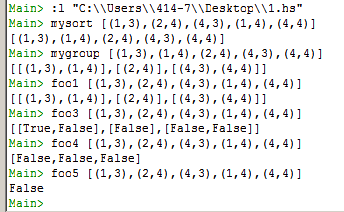 Main> :l "C:\\Users\\414-7\\Desktop\\1.hs"
Main> mysort [(1,3),(2,4),(4,3),(1,4),(4,4)]
[(1,3),(1,4),(2,4),(4,3),(4,4)]
Main> mygroup [(1,3),(1,4),(2,4),(4,3),(4,4)]
[[(1,3),(1,4)],[(2,4)],[(4,3),(4,4)]]
Main> foo1 [(1,3),(2,4),(4,3),(1,4),(4,4)]
[[(1,3),(1,4)],[(2,4)],[(4,3),(4,4)]]
Main> foo3 [(1,3),(2,4),(4,3),(1,4),(4,4)]
[[True,False],[False],[False,False]]
Main> foo4 [(1,3),(2,4),(4,3),(1,4),(4,4)]
[False,False,False]
Main> foo5 [(1,3),(2,4),(4,3),(1,4),(4,4)]
False
Main>